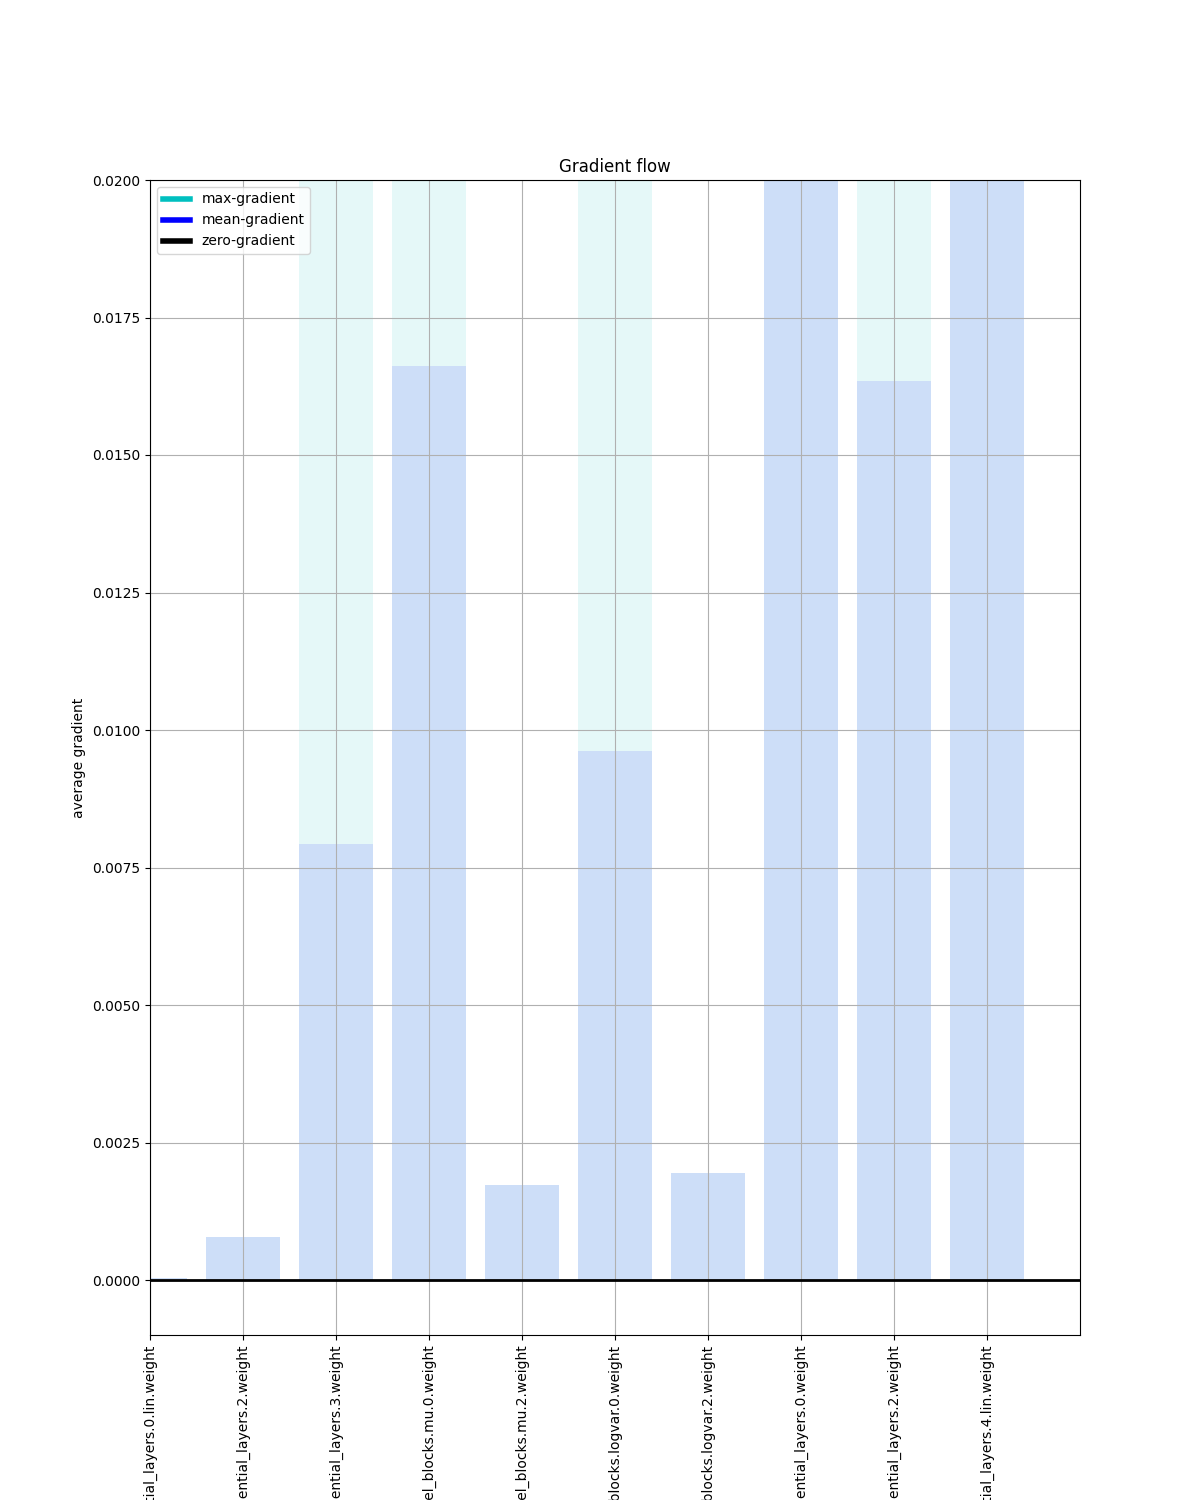 Gradient flow
max-gradient
mean-gradient
zero-gradient
0.0200
0.0175
0.0150
0.0125
0.0100
0.0075
0.0050
0.0025
0.0000
average gradient
tial_layers.0.lin.weight
ential_layers.2.weight
ential_layers.3.weight
el_blocks.mu.0.weight
el_blocks.mu.2.weight
blocks.logvar.0.weight
blocks.logvar.2.weight
ential_layers.0.weight
ential_layers.2.weight
tial_layers.4.lin.weight